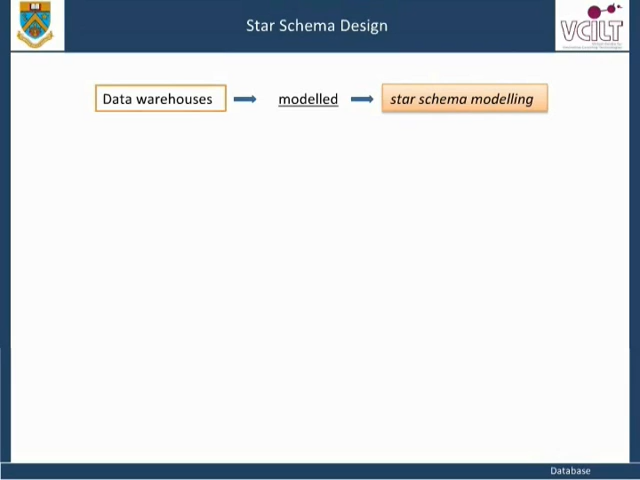 Star Schema Design
VCILT
Data warehouses modelled star schema modelling
Database